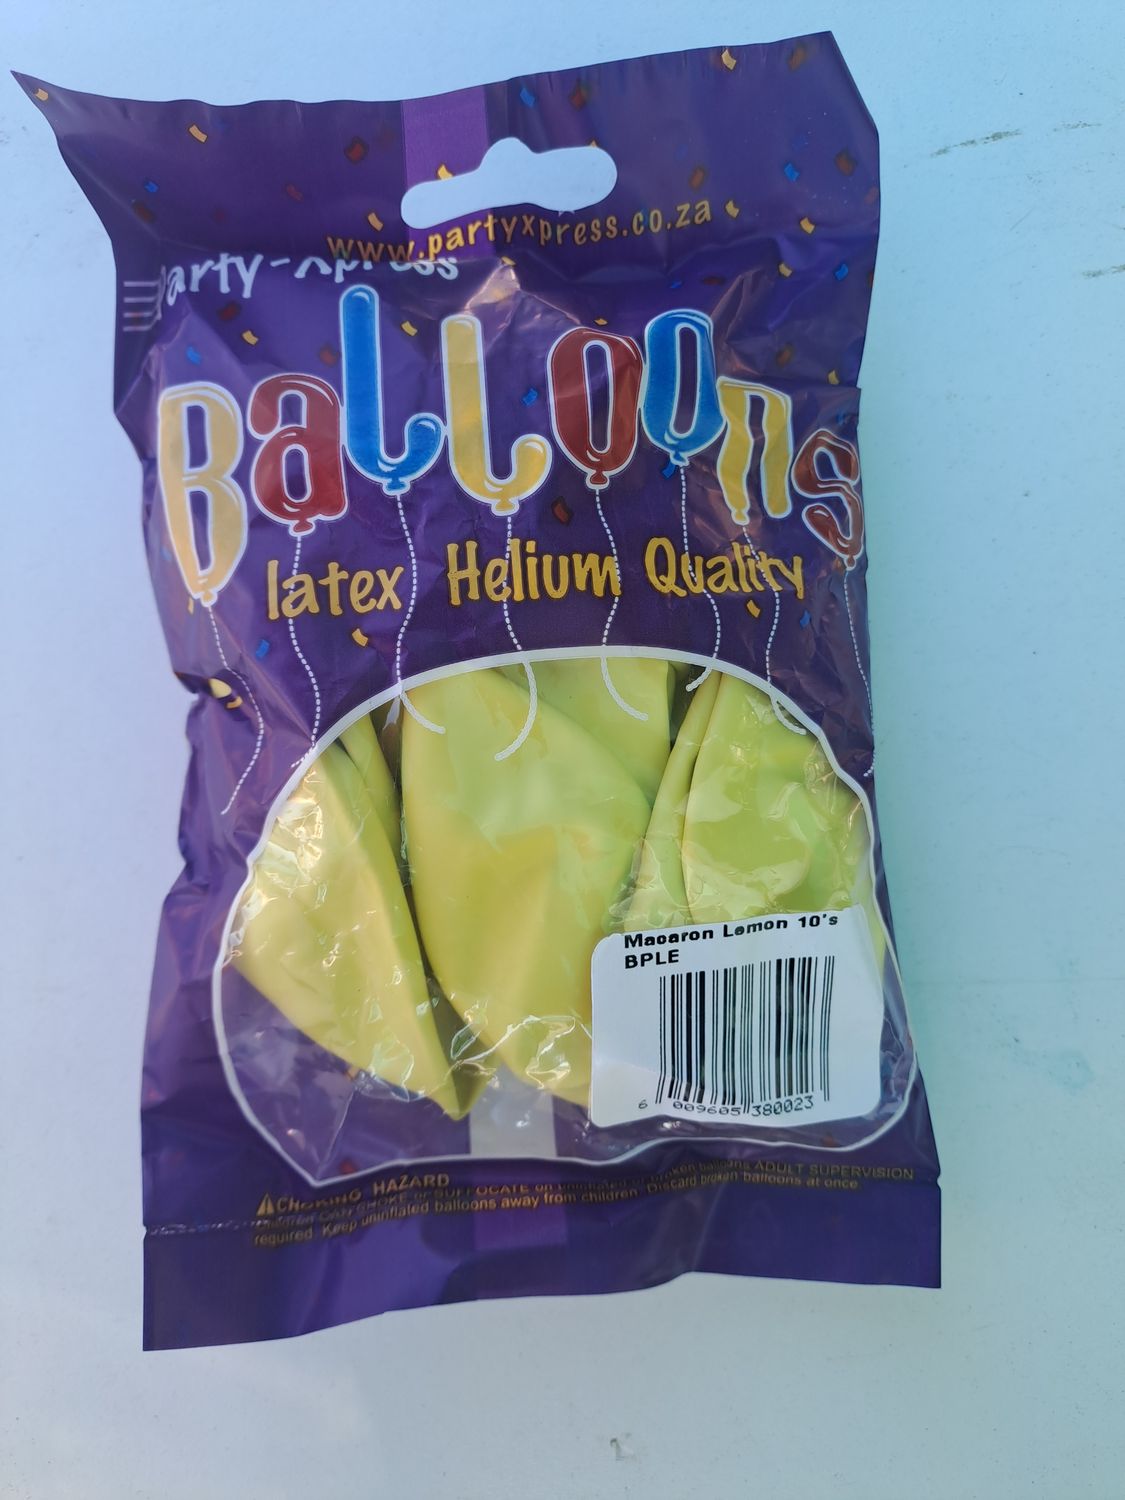 www.partyxpress.co.za
Balloons
latex Helium Quality
Macaron Lemon 10's
BPLE
6 009605 380023
CHOKING HAZARD
ADULT SUPERVISION
required. Keep uninflated balloons away from children. Discard broken balloons at once